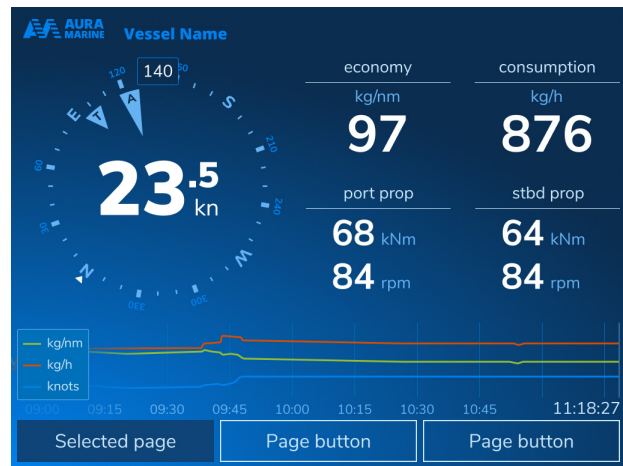 AURA
MARINE
Vessel Name
140
120
S
E
T
A
210
60
23.5
kn
240
30
W
N
300
330
economy
kg/nm
97
consumption
kg/h
876
port prop
68 kNm
84 rpm
stbd prop
64 kNm
84 rpm
kg/nm
kg/h
knots
09:00 09:15 09:30 09:45 10:00 10:15 10:30 10:45 11:18:27
Selected page Page button Page button